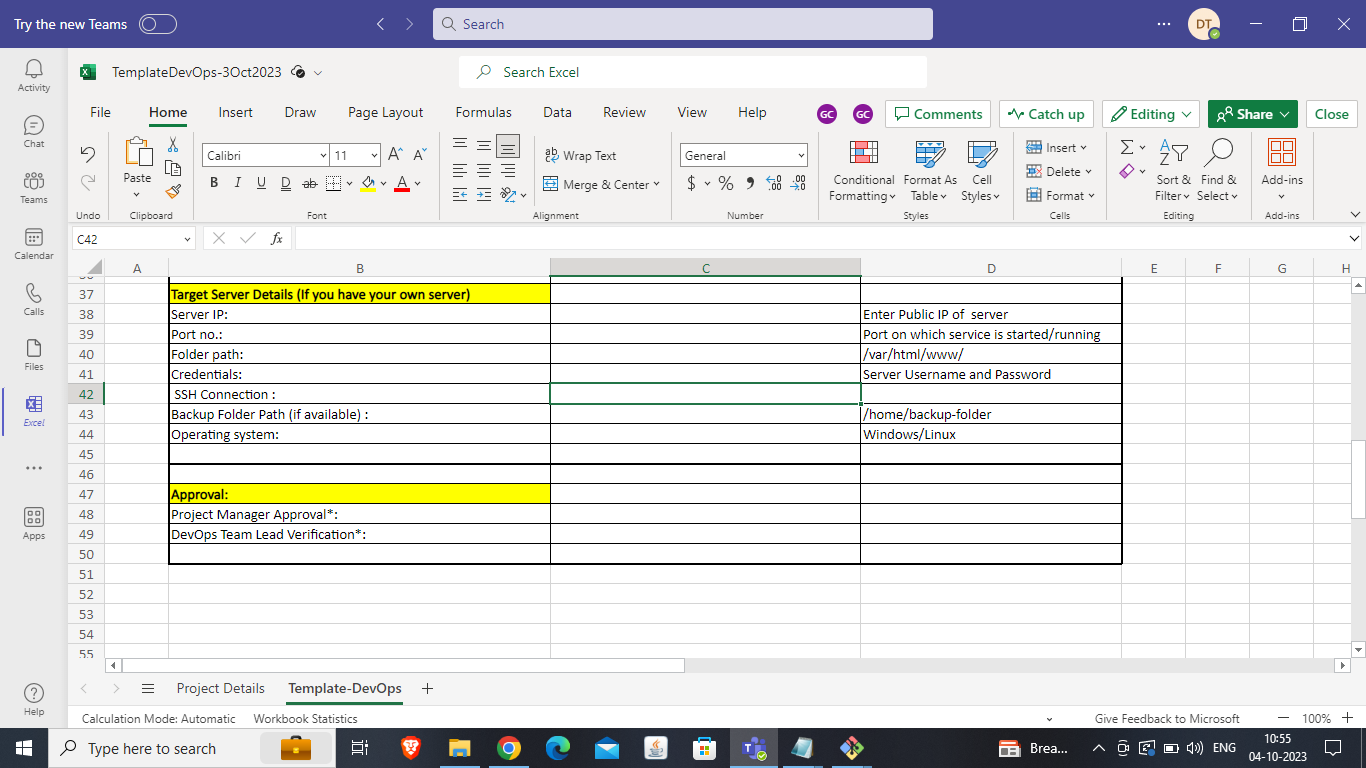 Try the new Teams
Search
DT
Activity
Chat
Teams
Calendar
Calls
Files
Excel
Apps
Help
TemplateDevOps-3Oct2023
Search Excel
File Home Insert Draw Page Layout Formulas Data Review View Help
GC GC Comments Catch up Editing Share Close
Paste
Calibri 11
B I U D ab
A
Wrap Text
Merge & Center
General
$ % 9
Conditional Formatting
Format As Table
Cell Styles
Insert
Delete
Format
Sort & Filter
Find & Select
Add-ins
Undo Clipboard Font Alignment Number Styles Cells Editing Add-ins
C42 fx
A B C D E F G H
37 Target Server Details (If you have your own server)
38 Server IP: Enter Public IP of server
39 Port no.: Port on which service is started/running
40 Folder path: /var/html/www/
41 Credentials: Server Username and Password
42 SSH Connection :
43 Backup Folder Path (if available) : /home/backup-folder
44 Operating system: Windows/Linux
45
46
47 Approval:
48 Project Manager Approval*:
49 DevOps Team Lead Verification*:
50
51
52
53
54
55
Project Details Template-DevOps
Calculation Mode: Automatic Workbook Statistics Give Feedback to Microsoft 100%
Type here to search
Brea...
ENG
10:55
04-10-2023